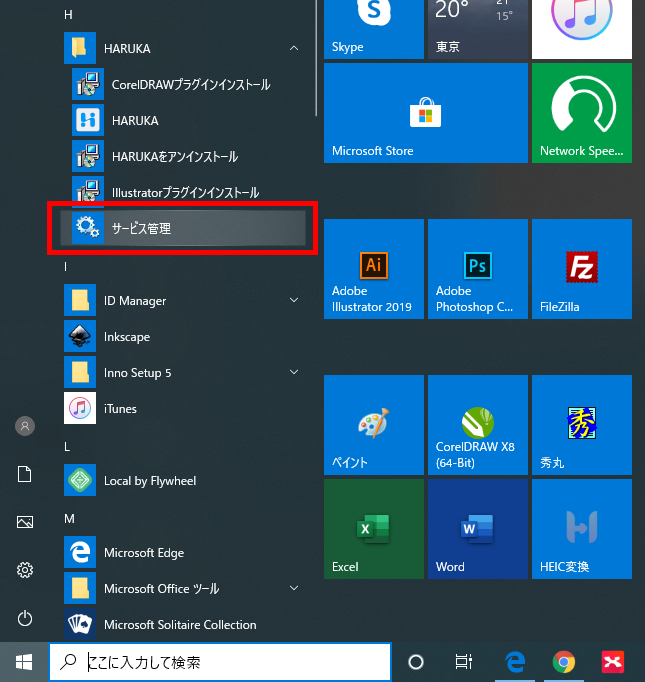 H
HARUKA
CorelDRAWプラグインインストール
HARUKA
HARUKAをアンインストール
Illustratorプラグインインストール
サービス管理
I
ID Manager
Inkscape
Inno Setup 5
iTunes
L
Local by Flywheel
M
Microsoft Edge
Microsoft Office ツール
Microsoft Solitaire Collection
Skype
20°
21°
15°
東京
Microsoft Store
Network Spee...
Ai
Adobe
Illustrator 2019
Ps
Adobe
Photoshop C...
Fz
FileZilla
ペイント
CorelDRAW X8
(64-Bit)
秀
秀丸
X
Excel
W
Word
HEIC変換
ここに入力して検索